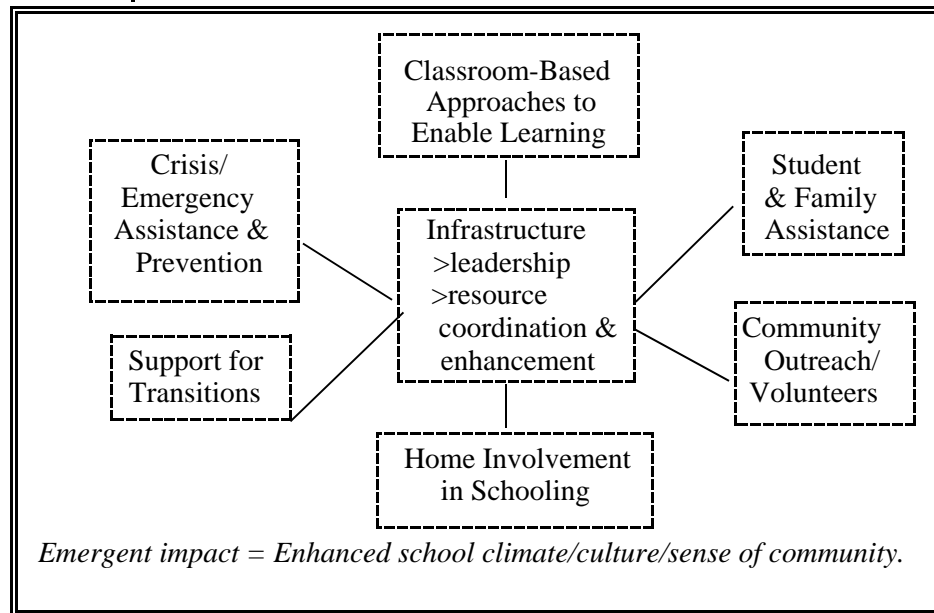 Classroom-Based
Approaches to
Enable Learning
Crisis/
Emergency
Assistance &
Prevention
Student
& Family
Assistance
Infrastructure
>leadership
>resource
coordination &
enhancement
Support for
Transitions
Community
Outreach/
Volunteers
Home Involvement
in Schooling
Emergent impact = Enhanced school climate/culture/sense of community.